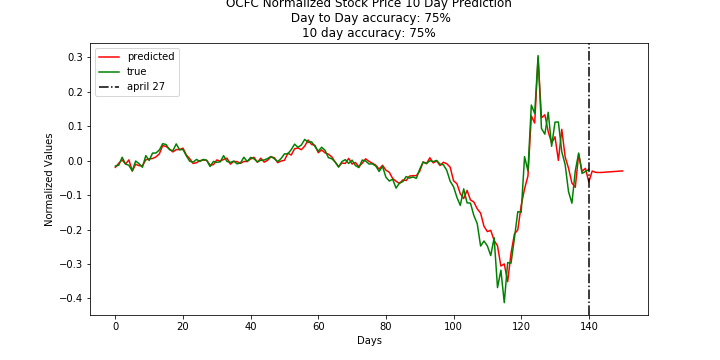 OCFC Normalized Stock Price 10 Day Prediction
Day to Day accuracy: 75%
10 day accuracy: 75%
predicted
true
april 27
Normalized Values
0.3
0.2
0.1
0.0
−0.1
−0.2
−0.3
−0.4
0 20 40 60 80 100 120 140
Days